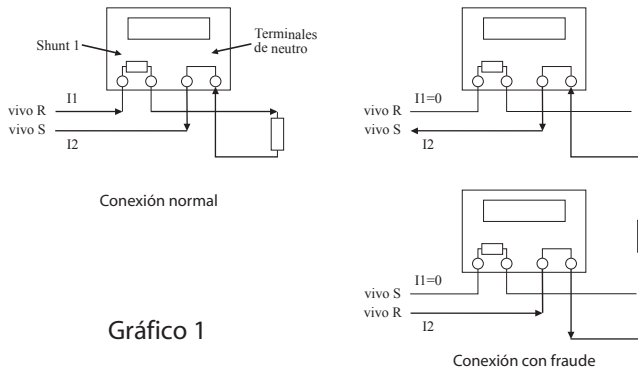 Shunt 1
Terminales
de neutro
I1
vivo R
vivo S
I2
Conexión normal
I1=0
vivo R
vivo S
I2
I1=0
vivo S
vivo R
I2
Gráfico 1
Conexión con fraude